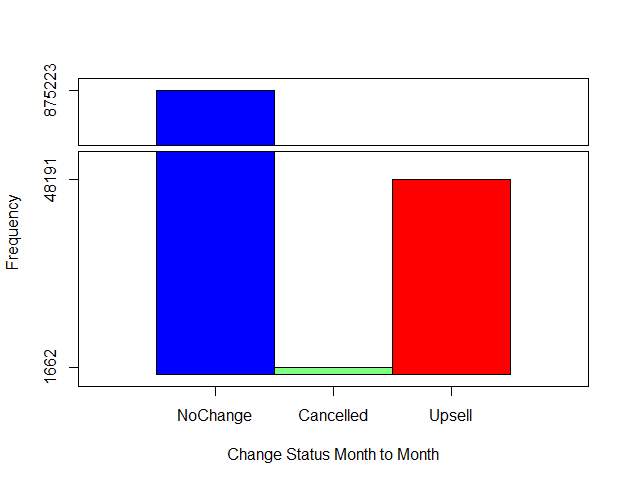 875223
48191
1662
Frequency
NoChange Cancelled Upsell
Change Status Month to Month